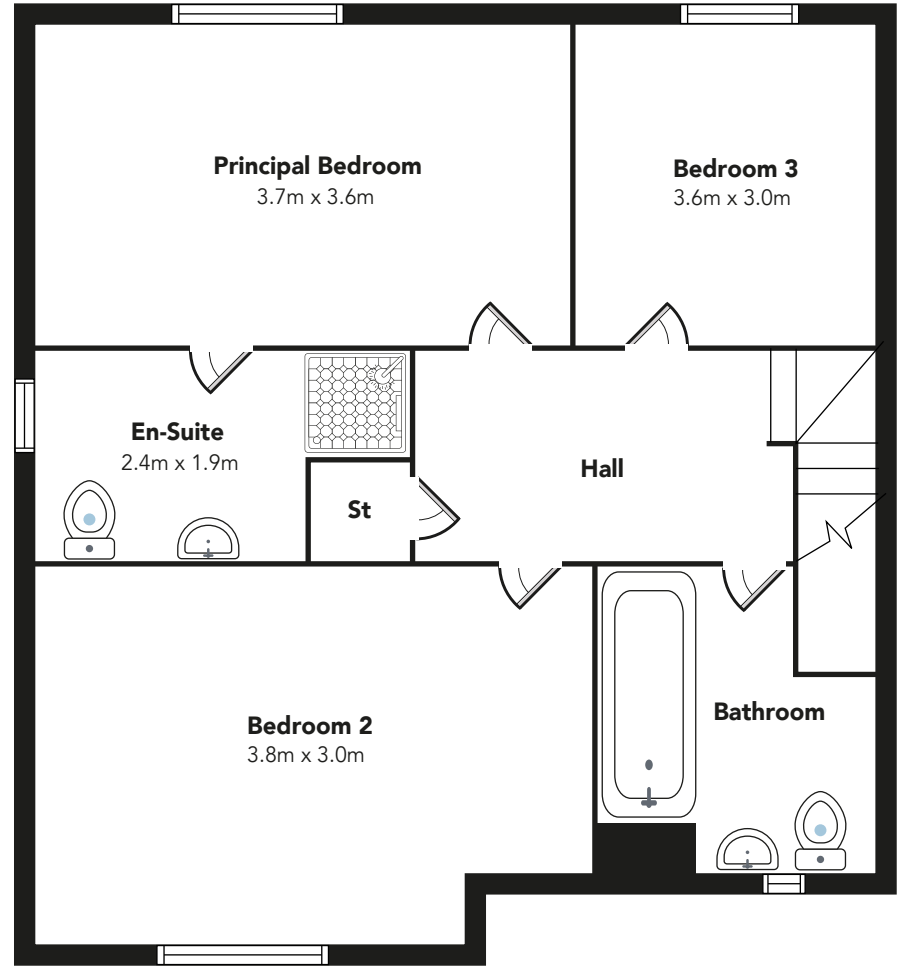 Principal Bedroom
3.7m x 3.6m
Bedroom 3
3.6m x 3.0m
En-Suite
2.4m x 1.9m
St
Hall
Bedroom 2
3.8m x 3.0m
Bathroom